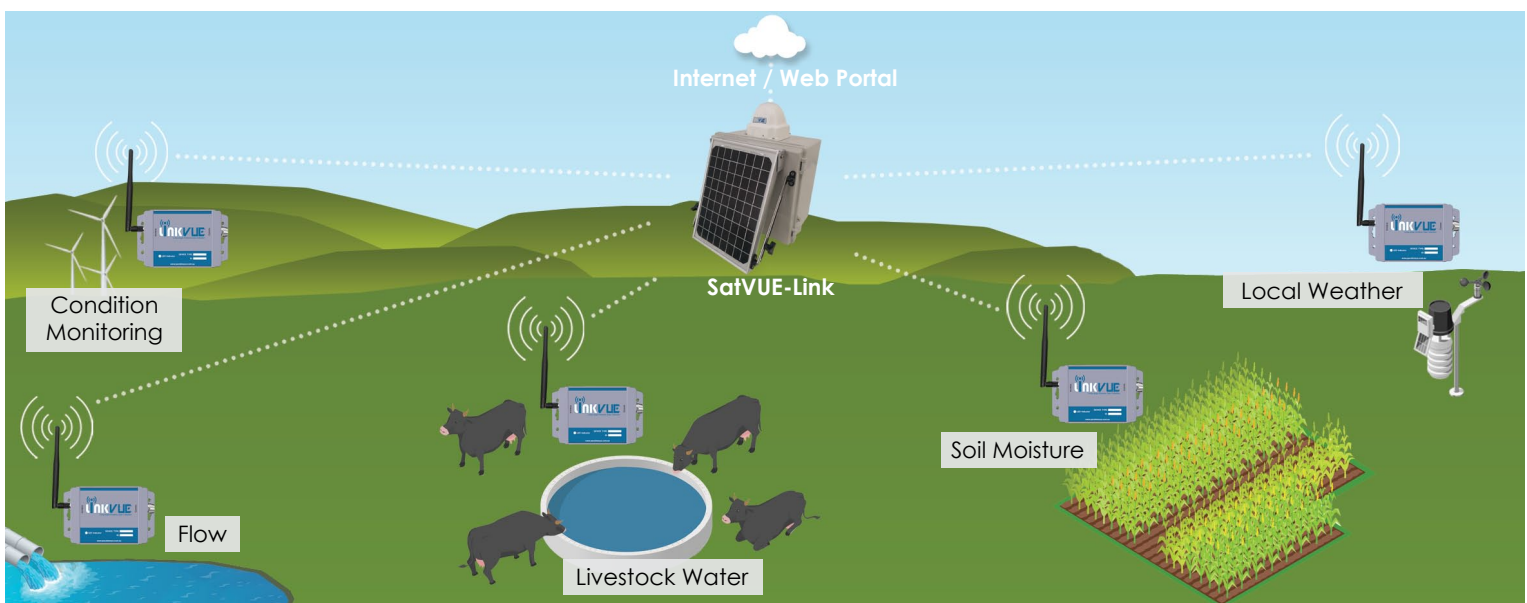 Internet / Web Portal
LINKVUE
LINKVUE
SatVUE-Link
Local Weather
Condition
Monitoring
LINKVUE
LINKVUE
Soil Moisture
LINKVUE
Flow
Livestock Water